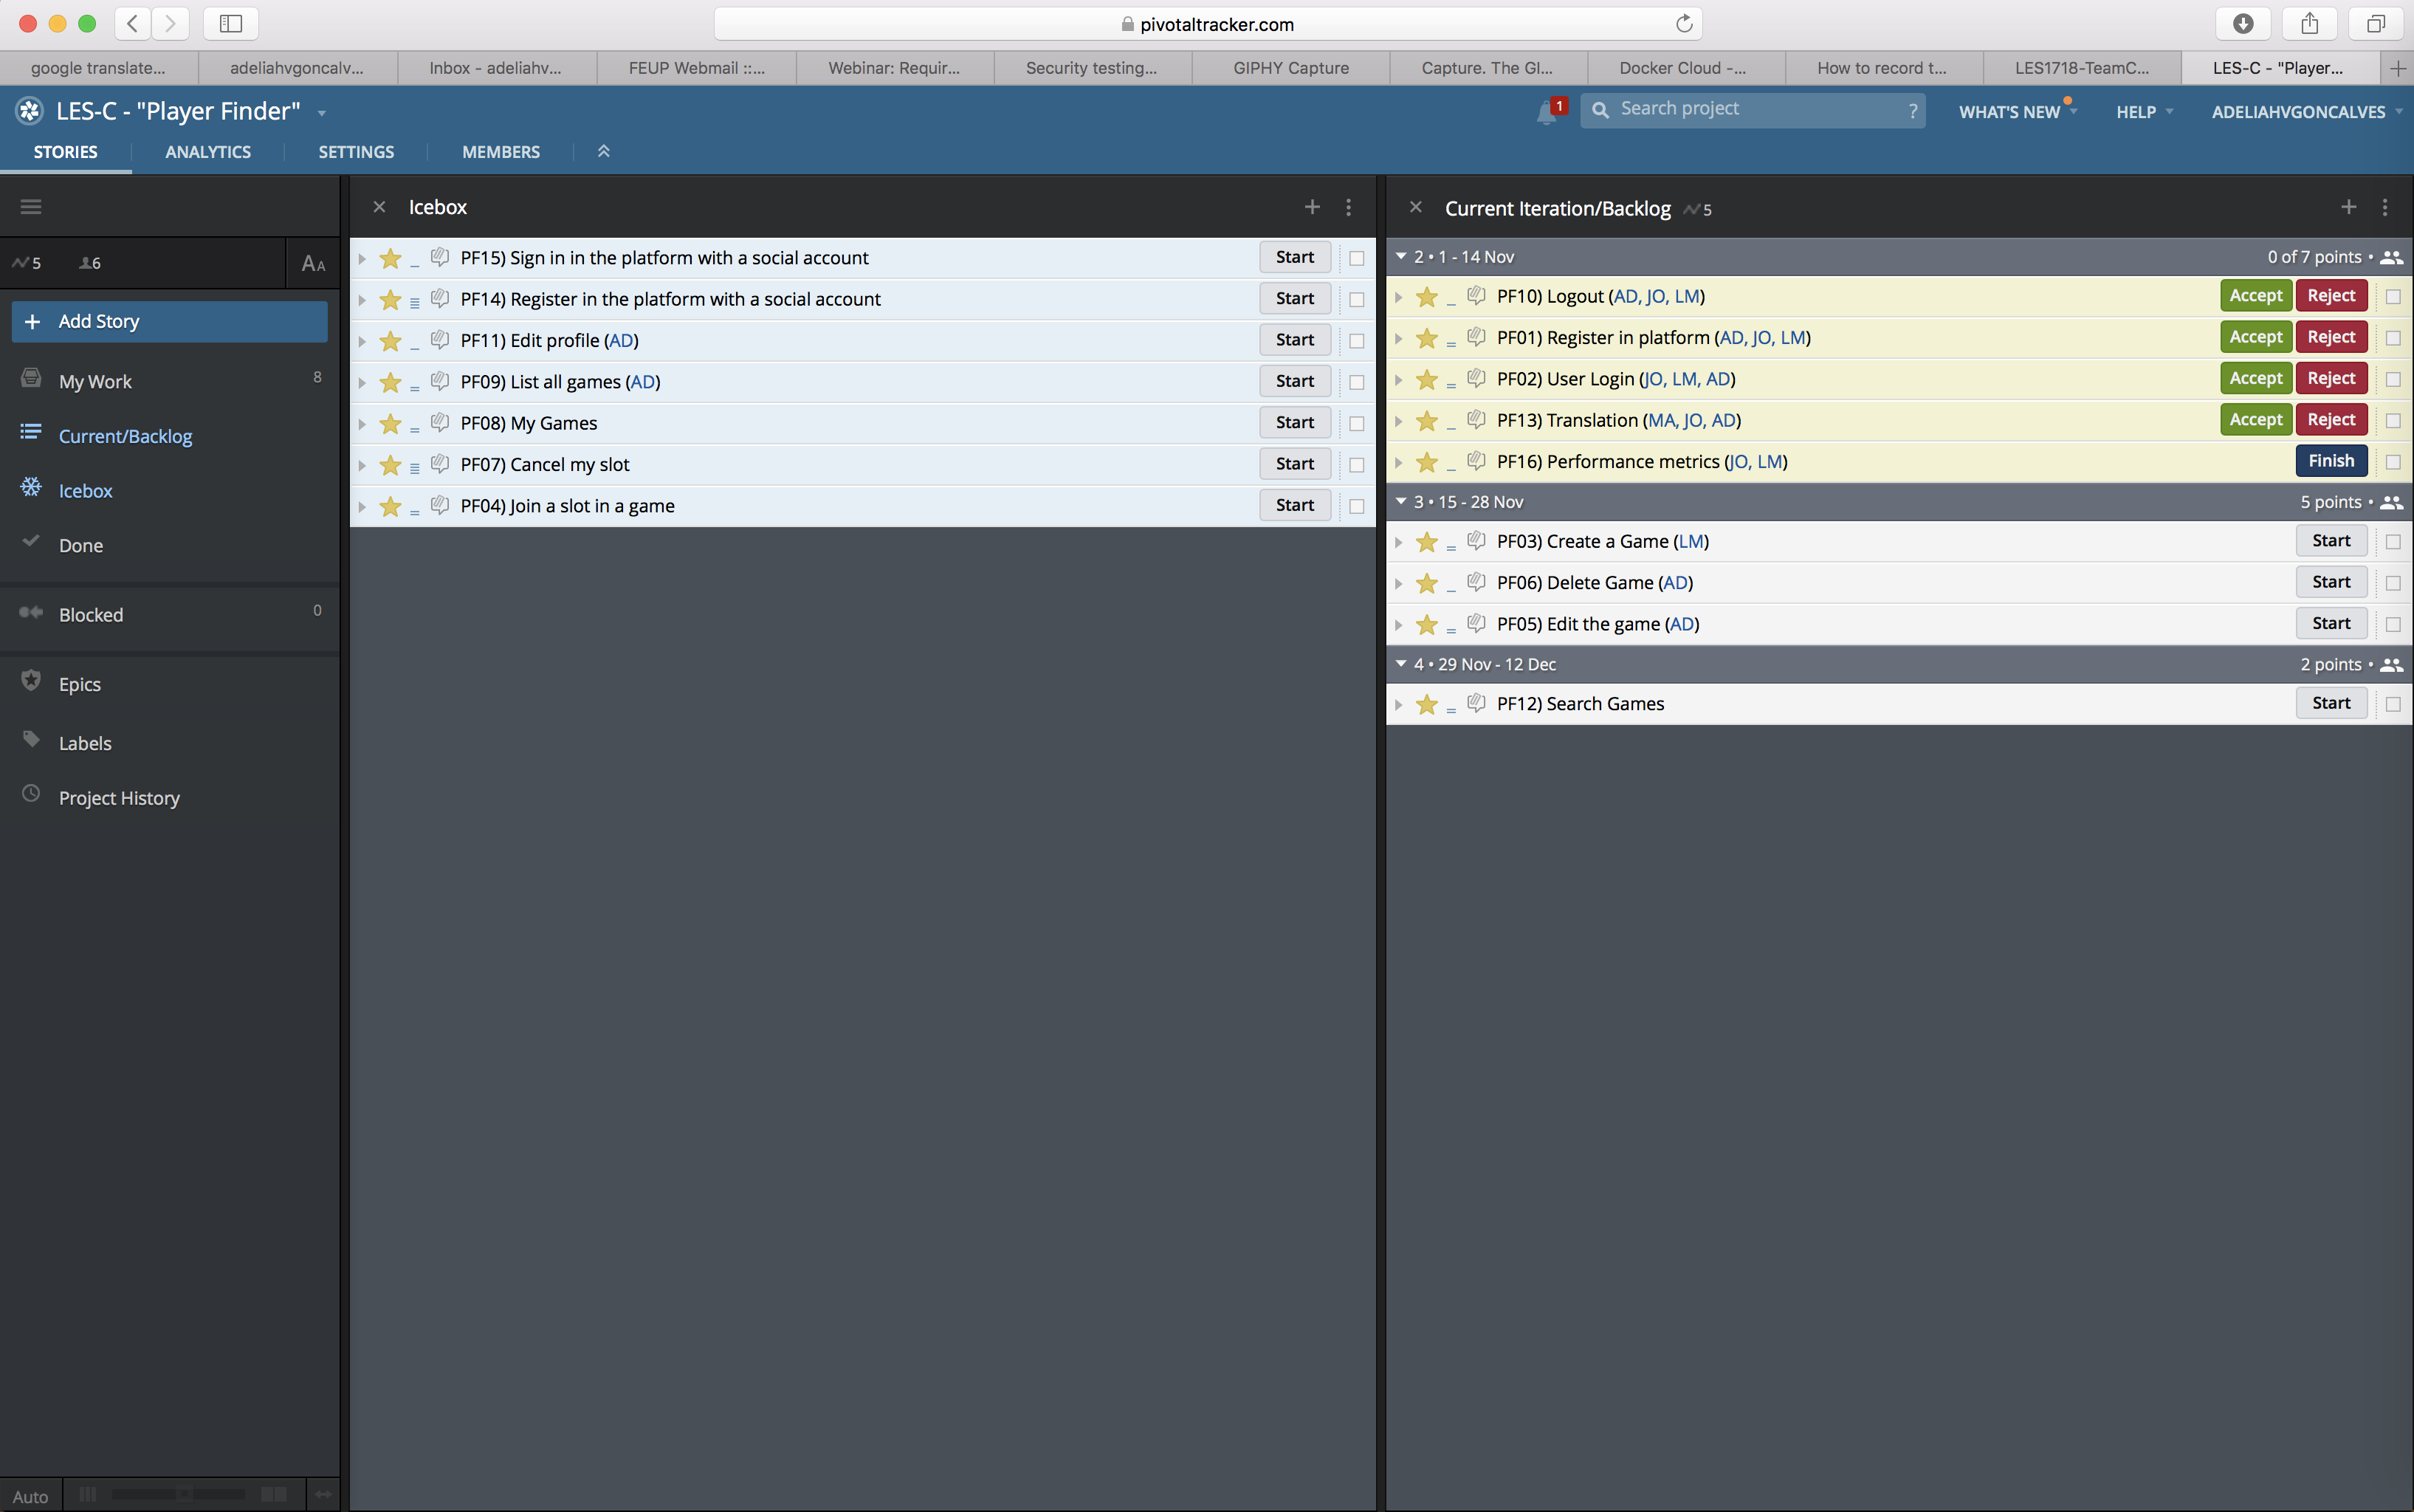 pivotaltracker.com
google translate...
adeliahvgoncalv...
Inbox - adeliahv...
FEUP Webmail ::...
Webinar: Requir...
Security testing...
GIPHY Capture
Capture. The GI...
Docker Cloud -...
How to record t...
LES1718-TeamC...
LES-C - "Player...
LES-C - "Player Finder"
1
Search project
?
WHAT'S NEW
HELP
ADELIAHVGONCALVES
STORIES
ANALYTICS
SETTINGS
MEMBERS
5
6
AA
Add Story
My Work 8
Current/Backlog
Icebox
Done
Blocked 0
Epics
Labels
Project History
Auto
Icebox
PF15) Sign in in the platform with a social account Start
PF14) Register in the platform with a social account Start
PF11) Edit profile (AD) Start
PF09) List all games (AD) Start
PF08) My Games Start
PF07) Cancel my slot Start
PF04) Join a slot in a game Start
Current Iteration/Backlog 5
2 • 1 - 14 Nov 0 of 7 points •
PF10) Logout (AD, JO, LM) Accept Reject
PF01) Register in platform (AD, JO, LM) Accept Reject
PF02) User Login (JO, LM, AD) Accept Reject
PF13) Translation (MA, JO, AD) Accept Reject
PF16) Performance metrics (JO, LM) Finish
3 • 15 - 28 Nov 5 points •
PF03) Create a Game (LM) Start
PF06) Delete Game (AD) Start
PF05) Edit the game (AD) Start
4 • 29 Nov - 12 Dec 2 points •
PF12) Search Games Start